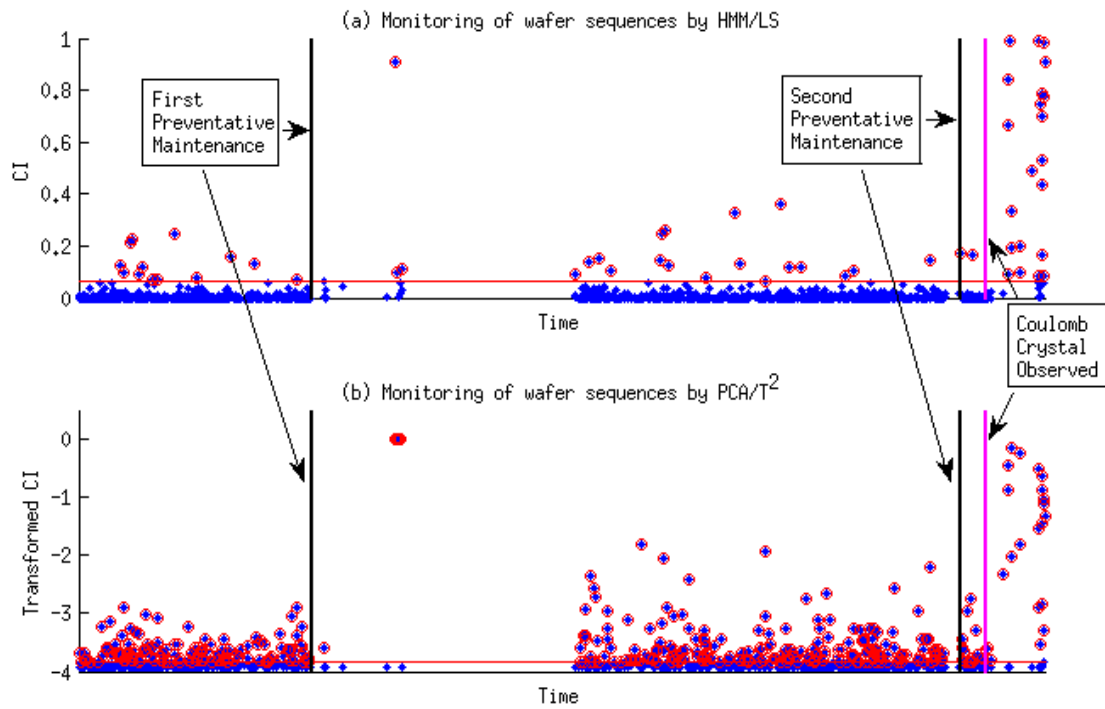 (a) Monitoring of wafer sequences by HMM/LS
1
0.8
0.6
0.4
0.2
0
CI
First
Preventative
Maintenance
Second
Preventative
Maintenance
Time
Coulomb
Crystal
Observed
(b) Monitoring of wafer sequences by PCA/T²
0
-1
-2
-3
-4
Transformed CI
Time